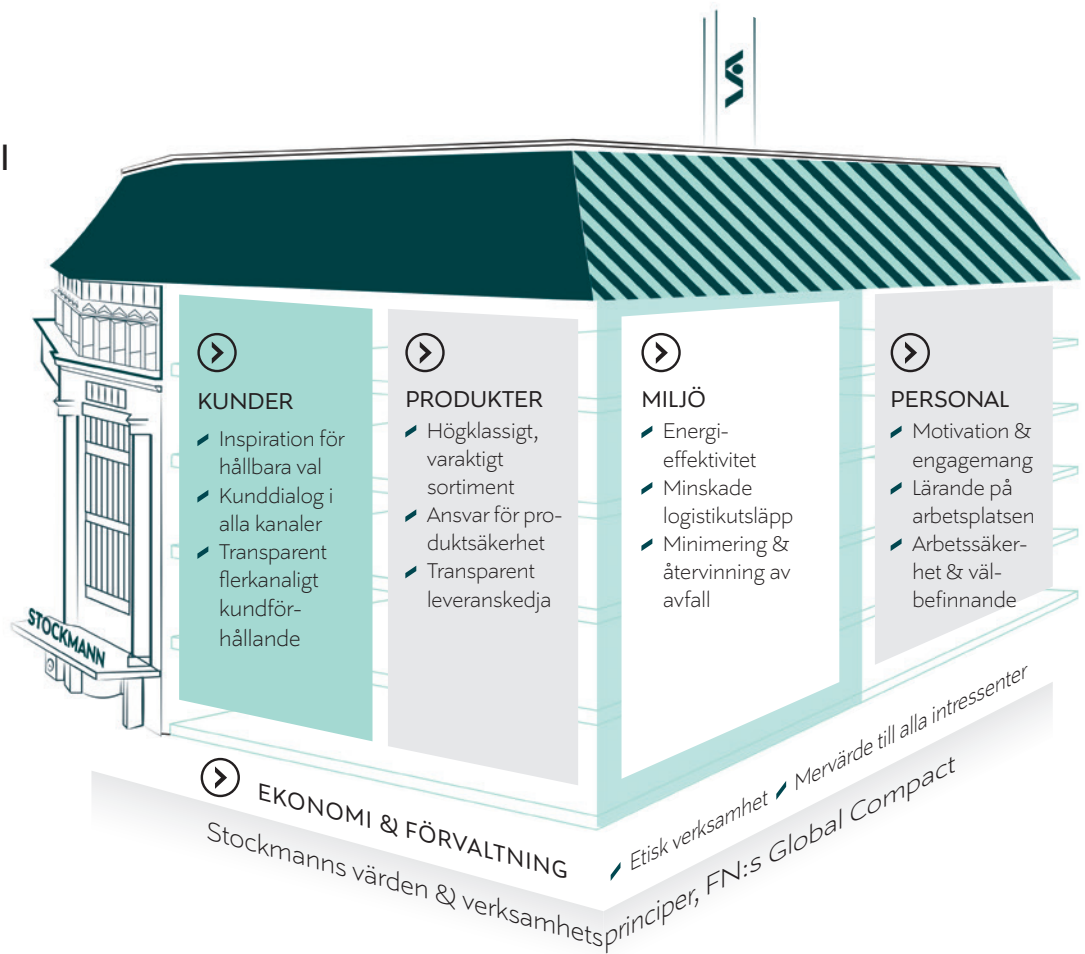 l
KUNDER
Inspiration för
hållbara val
Kunddialog i
alla kanaler
Transparent
flerkanaligt
kundför-
hållande
PRODUKTER
Högklassigt,
varaktigt
sortiment
Ansvar för pro-
duktsäkerhet
Transparent
leveranskedja
MILJÖ
Energi-
effektivitet
Minskade
logistikutsläpp
Minimering &
återvinning av
avfall
PERSONAL
Motivation &
engagemang
Lärande på
arbetsplatsen
Arbetssäker-
het & väl-
befinnande
STOCKMANN
EKONOMI & FÖRVALTNING
Etisk verksamhet Mervärde till alla intressenter
Stockmanns värden & verksamhetsprinciper, FN:s Global Compact